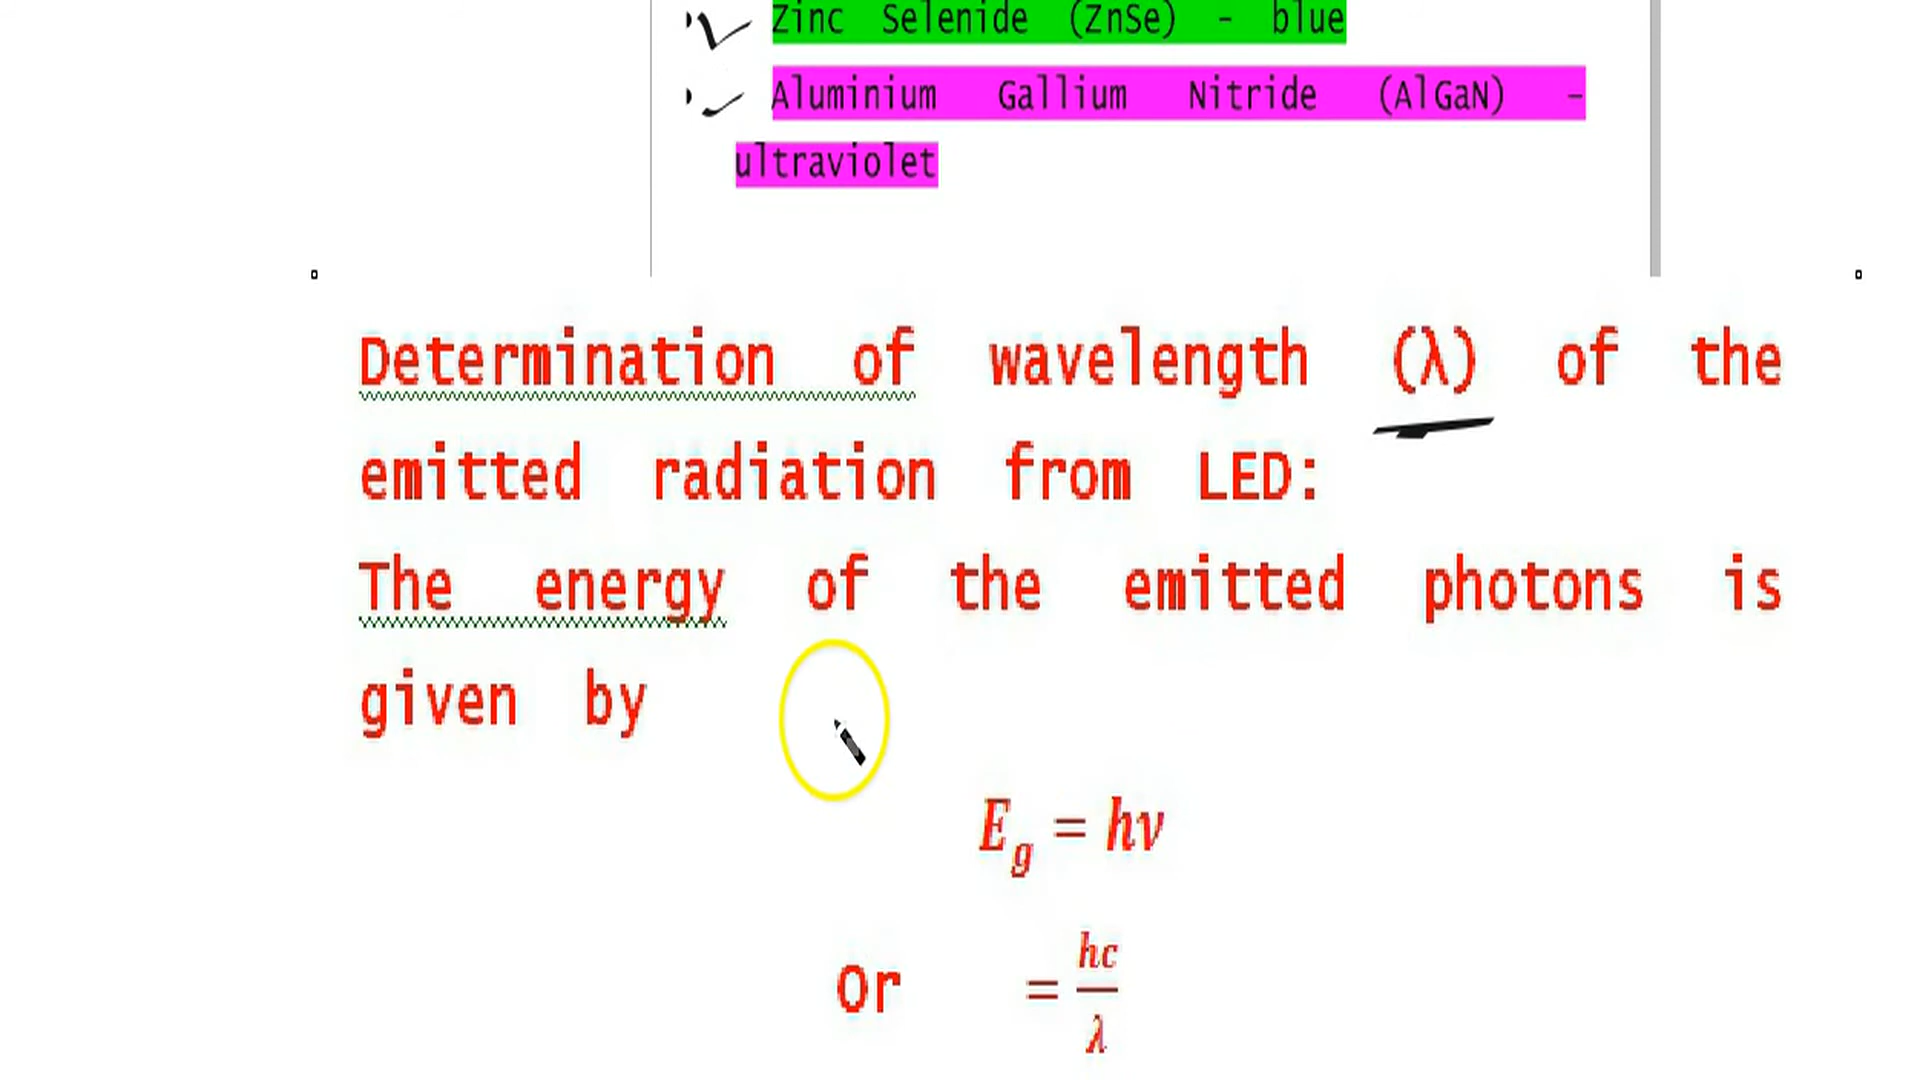 Zinc Selenide (ZnSe) – blue
Aluminium Gallium Nitride (AlGaN) –
ultraviolet
Determination of wavelength (λ) of the
emitted radiation from LED:
The energy of the emitted photons is
given by
E_g = hν
Or = hc/λ